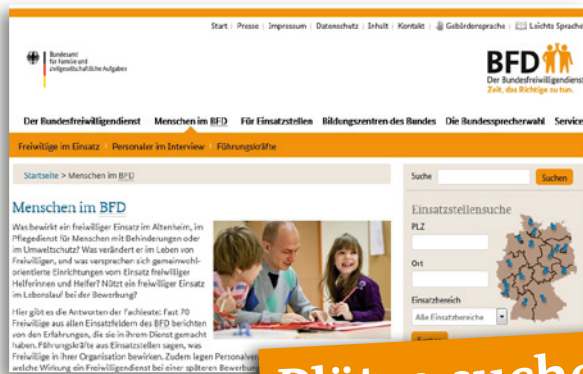 Start | Presse | Impressum | Datenschutz | Inhalt | Kontakt | Gebärdensprache | Leichte Sprache
Bundesamt
für Familie und
zivilgesellschaftliche Aufgaben
BFD
Der Bundesfreiwilligendienst
Zeit, das Richtige zu tun.
Der Bundesfreiwilligendienst Menschen im BFD Für Einsatzstellen Bildungszentren des Bundes Die Bundessprecherwahl Service
Freiwillige im Einsatz | Personaler im Interview | Führungskräfte
Startseite > Menschen im BFD
Suche
Suchen
Menschen im BFD
Was bewirkt ein freiwilliger Einsatz im Altenheim, im
Pflegedienst für Menschen mit Behinderungen oder
im Umweltschutz? Was verändert er im Leben von
Freiwilligen, und was versprechen sich gemeinwohl-
orientierte Einrichtungen vom Einsatz freiwilliger
Helferinnen und Helfer? Nützt ein freiwilliger Einsatz
im Lebenslauf bei der Bewerbung?
Hier gibt es die Antworten der Fachleute: Fast 70
Freiwillige aus allen Einsatzfeldern des BFD berichten
von den Erfahrungen, die sie in ihrem Dienst gemacht
haben. Führungskräfte aus Einsatzstellen sagen, was
Freiwillige in ihrer Organisation bewirken. Zudem legen
welche Wirkung ein Freiwilligendienst bei einer späteren
Einsatzstellensuche
PLZ
Ort
Einsatzbereich
Alle Einsatzbereiche